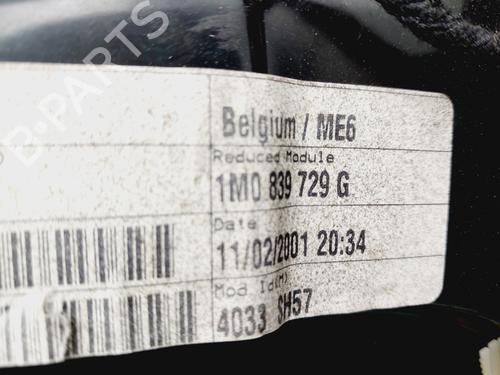 Belgium / ME6
Reduced Module
1M0 839 729 G
Date
11/02/2001 20:34
Mod Id(M)
4033 SH57
B-PARTS